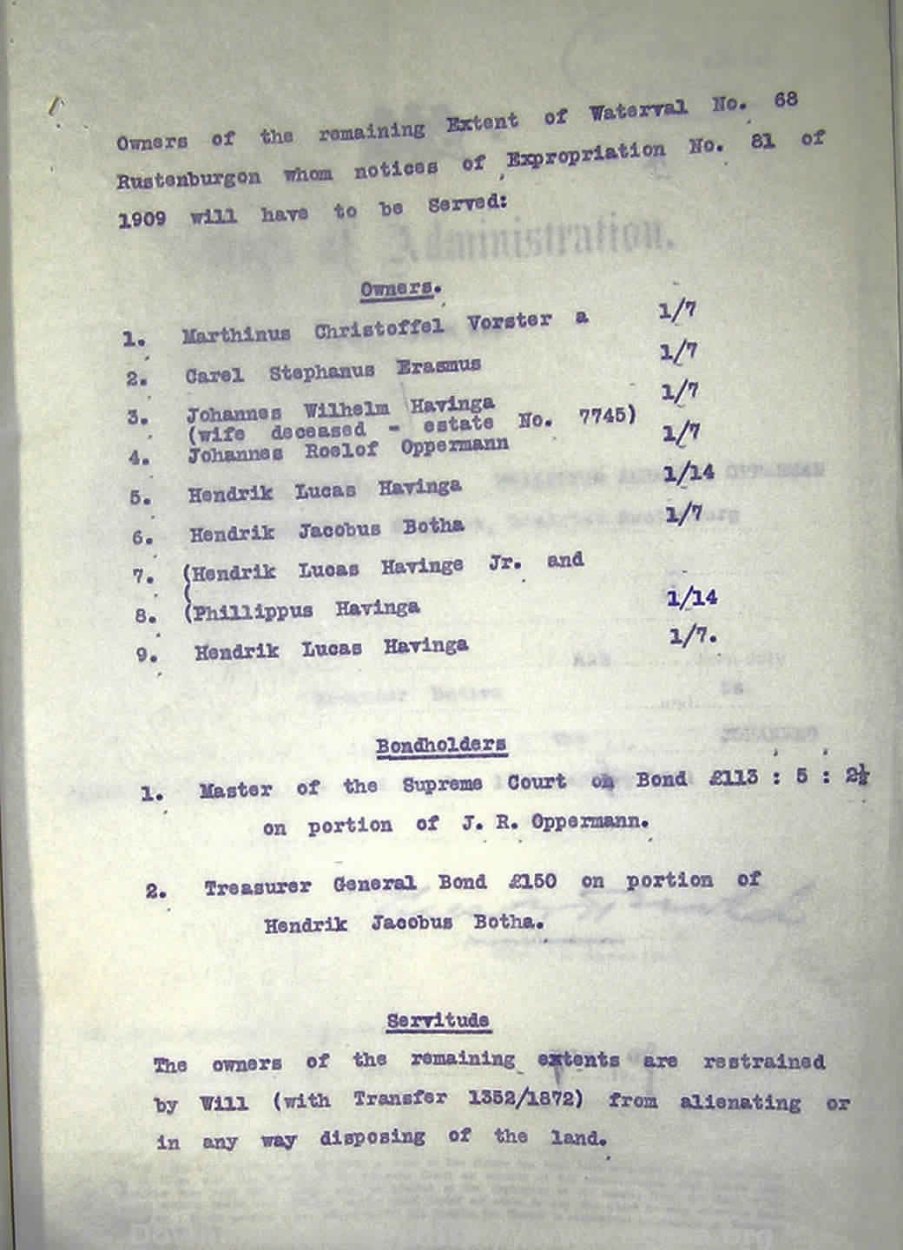 Owners of the remaining Extent of Waterval No. 68
Rustenburgon whom notices of Expropriation No. 81 of
1909 will have to be Served:
Administration.
Owners.
1. Marthinus Christoffel Vorster a 1/7
2. Carel Stephanus Erasmus 1/7
3. Johannes Wilhelm Havinga 1/7
(wife deceased - estate No. 7745)
4. Johannes Roelof Oppermann 1/7
5. Hendrik Lucas Havinga 1/14
6. Hendrik Jacobus Botha 1/7
7. (Hendrik Lucas Havinge Jr. and
(
8. (Phillippus Havinga 1/14
9. Hendrik Lucas Havinga 1/7.
Bondholders
1. Master of the Supreme Court on Bond £113 : 5 : 2½
on portion of J. R. Oppermann.
2. Treasurer General Bond £150 on portion of
Hendrik Jacobus Botha.
Servitude
The owners of the remaining extents are restrained
by Will (with Transfer 1352/1872) from alienating or
in any way disposing of the land.